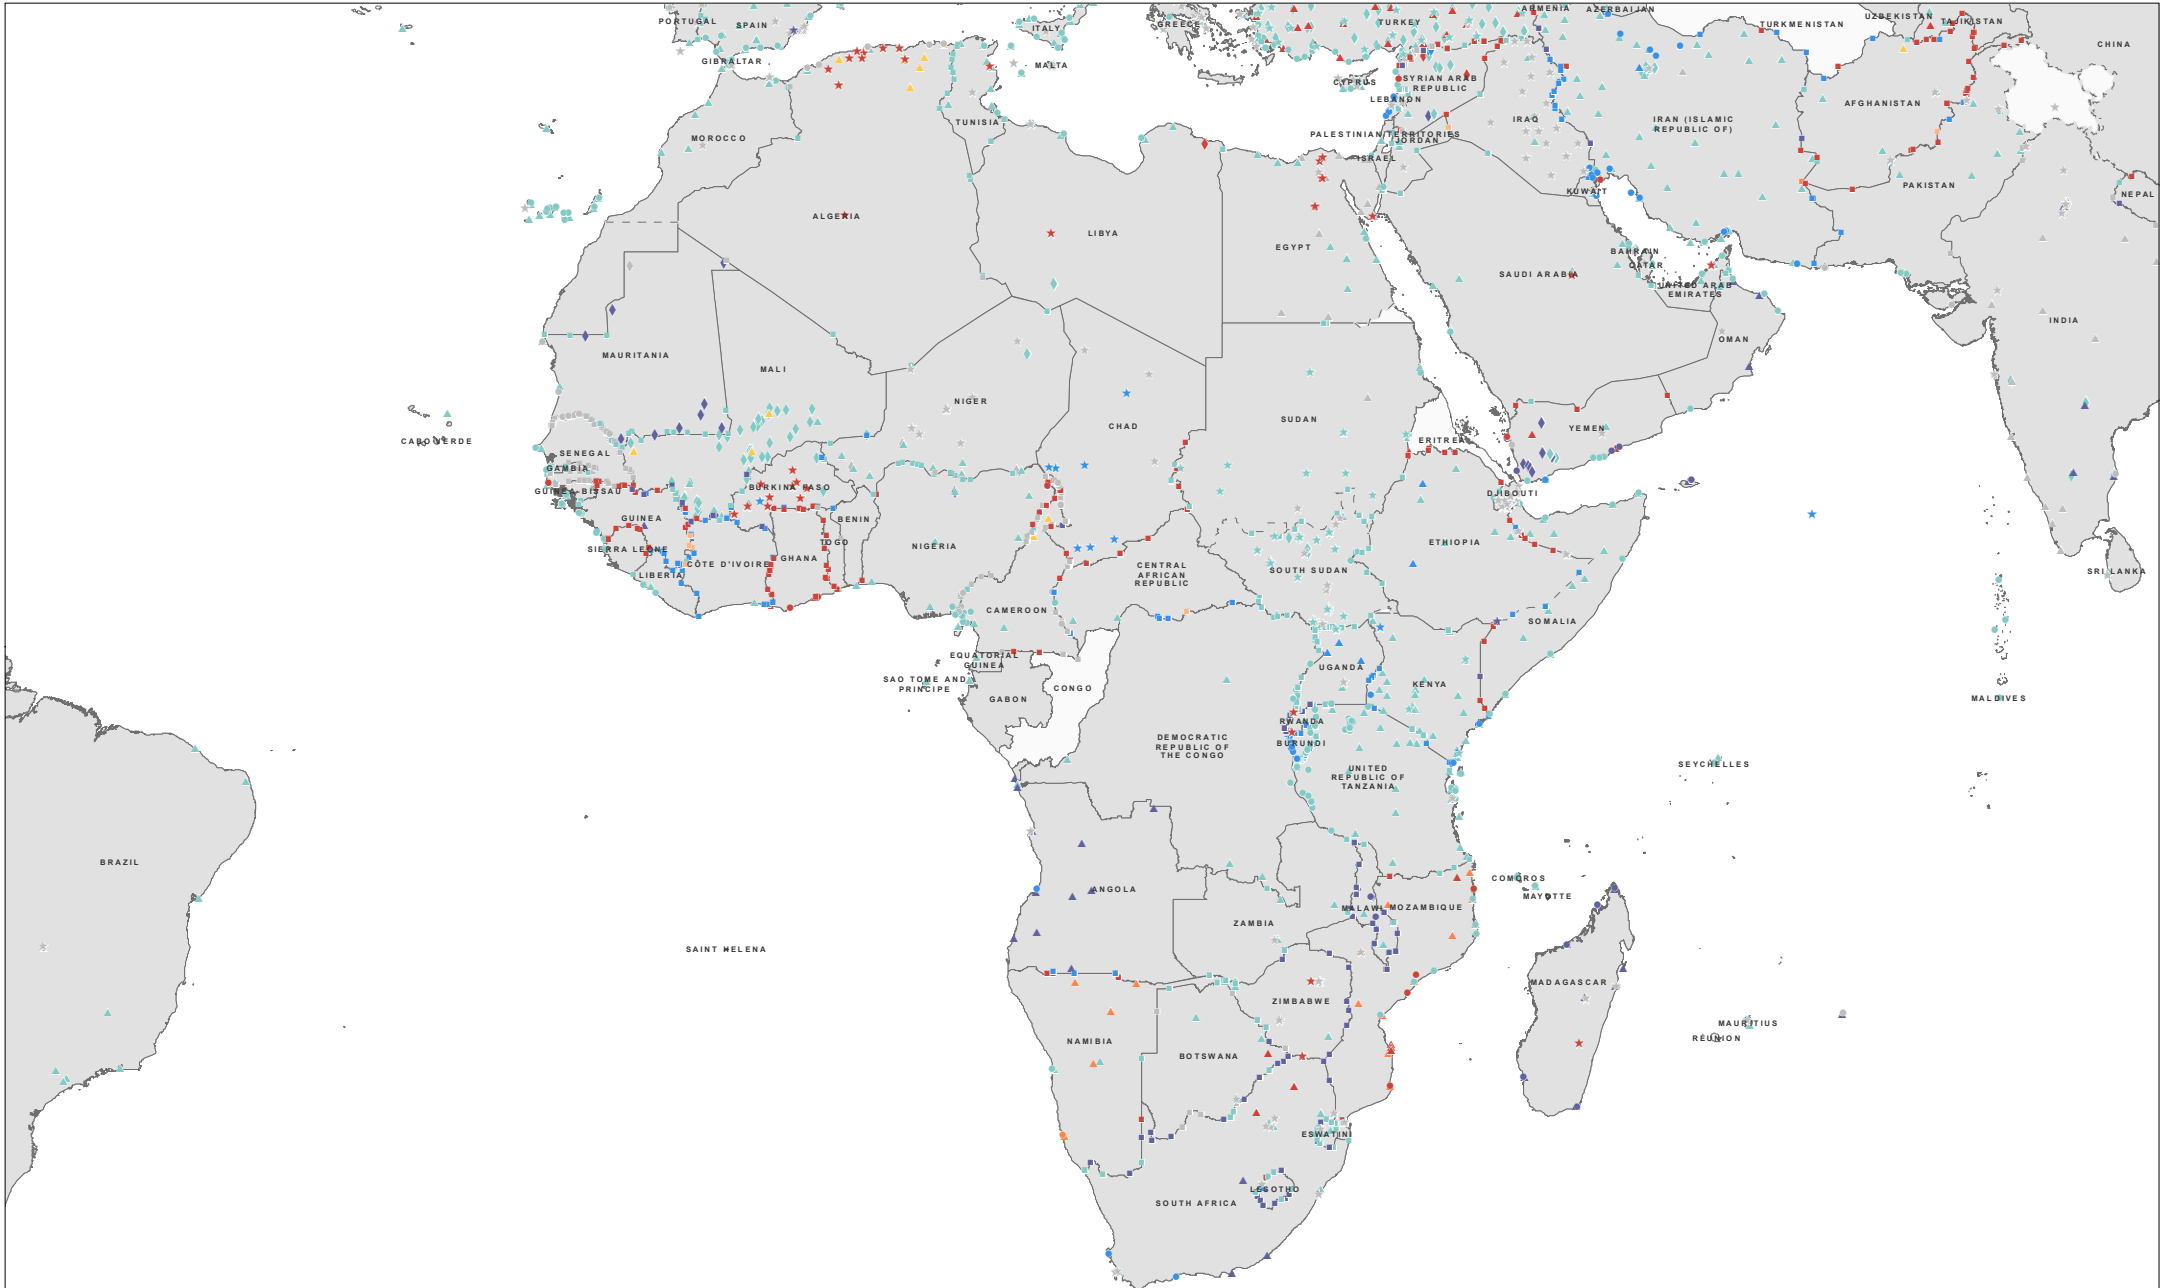 PORTUGAL
SPAIN
ITALY
GREECE
TURKEY
ARMENIA
AZERBAIJAN
TURKMENISTAN
UZBEKISTAN
TAJIKISTAN
CHINA
GIBRALTAR
MALTA
CYPRUS
SYRIAN ARAB
REPUBLIC
LEBANON
AFGHANISTAN
TUNISIA
MOROCCO
PALESTINIAN TERRITORIES
JORDAN
ISRAEL
IRAQ
IRAN (ISLAMIC
REPUBLIC OF)
KUWAIT
PAKISTAN
NEPAL
ALGERIA
LIBYA
EGYPT
BAHRAIN
QATAR
SAUDI ARABIA
UNITED ARAB
EMIRATES
INDIA
OMAN
MAURITANIA
MALI
NIGER
CHAD
SUDAN
YEMEN
ERITREA
CABO VERDE
SENEGAL
GAMBIA
GUINEA-BISSAU
BURKINA FASO
DJIBOUTI
GUINEA
BENIN
TOGO
NIGERIA
SIERRA LEONE
GHANA
CÔTE D'IVOIRE
LIBERIA
ETHIOPIA
SOUTH SUDAN
CENTRAL
AFRICAN
REPUBLIC
SRI LANKA
CAMEROON
SOMALIA
EQUATORIAL
GUINEA
UGANDA
SAO TOME AND
PRINCIPE
CONGO
GABON
KENYA
MALDIVES
RWANDA
BURUNDI
DEMOCRATIC
REPUBLIC OF
THE CONGO
UNITED
REPUBLIC OF
TANZANIA
SEYCHELLES
BRAZIL
ANGOLA
COMOROS
MAYOTTE
MALAWI
MOZAMBIQUE
ZAMBIA
SAINT HELENA
MADAGASCAR
ZIMBABWE
MAURITIUS
RÉUNION
NAMIBIA
BOTSWANA
ESWATINI
LESOTHO
SOUTH AFRICA